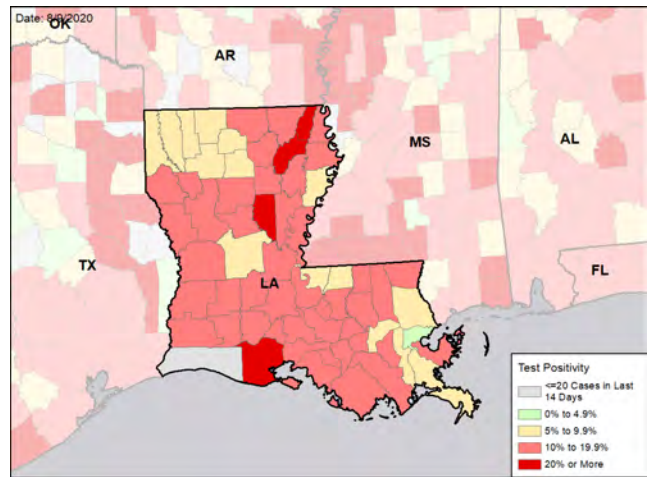 Date: 8/9/2020
OK
AR
MS
AL
TX
LA
FL
Test Positivity
<=20 Cases in Last
14 Days
0% to 4.9%
5% to 9.9%
10% to 19.9%
20% or More